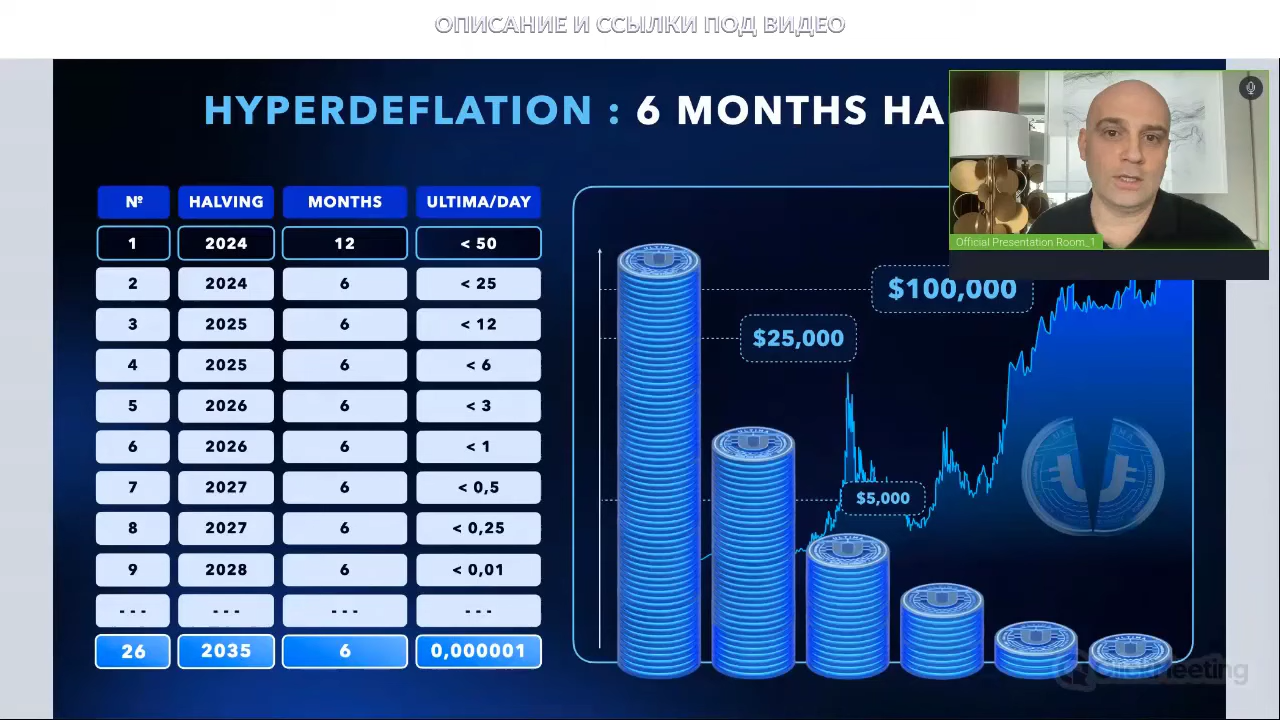 ОПИСАНИЕ И ССЫЛКИ ПОД ВИДЕО
HYPERDEFLATION : 6 MONTHS HA
Official Presentation Room_1
№ HALVING MONTHS ULTIMA/DAY
1 2024 12 < 50
2 2024 6 < 25
3 2025 6 < 12
4 2025 6 < 6
5 2026 6 < 3
6 2026 6 < 1
7 2027 6 < 0,5
8 2027 6 < 0,25
9 2028 6 < 0,01
--- --- --- ---
26 2035 6 0,000001
$100,000
$25,000
$5,000
ClickMeeting